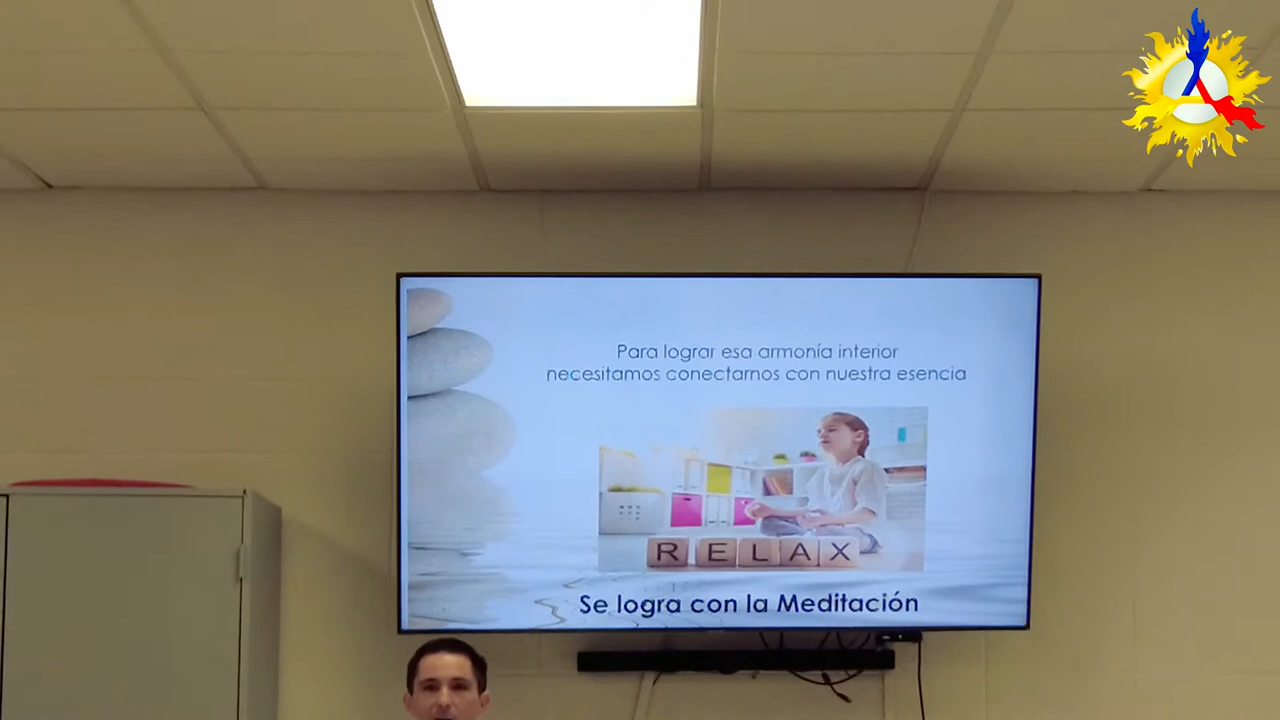 Para lograr esa armonía interior
necesitamos conectarnos con nuestra esencia
RELAX
Se logra con la Meditación